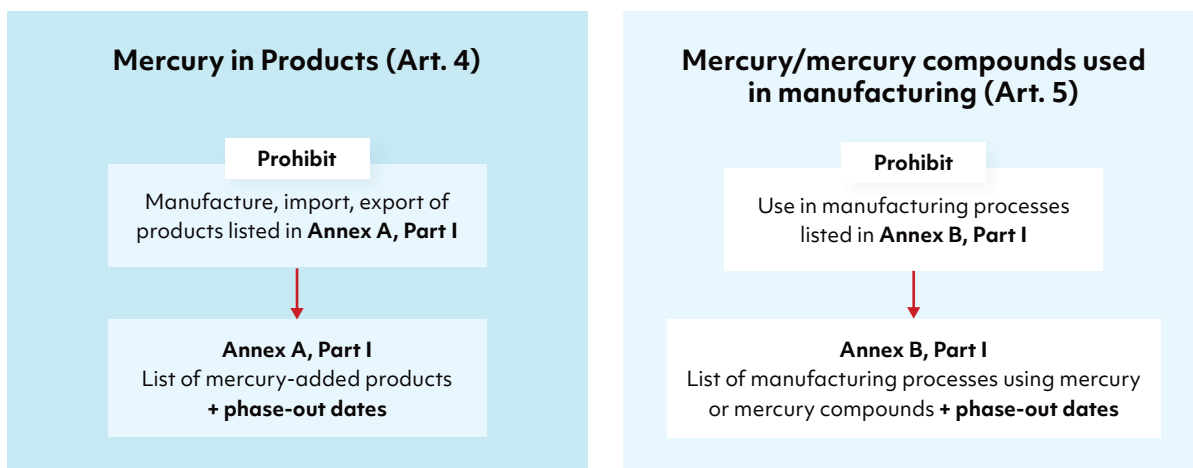 Mercury in Products (Art. 4)
Prohibit
Manufacture, import, export of
products listed in Annex A, Part I
Annex A, Part I
List of mercury-added products
+ phase-out dates
Mercury/mercury compounds used
in manufacturing (Art. 5)
Prohibit
Use in manufacturing processes
listed in Annex B, Part I
Annex B, Part I
List of manufacturing processes using mercury
or mercury compounds + phase-out dates